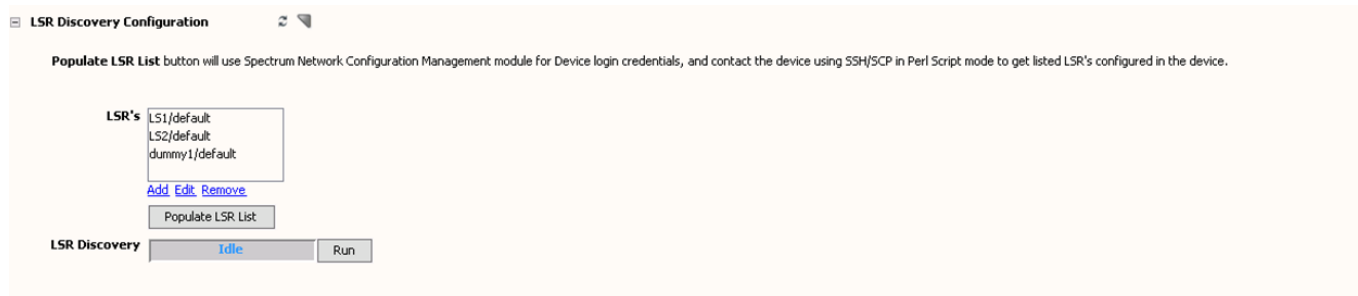 LSR Discovery Configuration
Populate LSR List button will use Spectrum Network Configuration Management module for Device login credentials, and contact the device using SSH/SCP in Perl Script mode to get listed LSR's configured in the device.
LSR's
LS1/default
LS2/default
dummy1/default
Add Edit Remove
Populate LSR List
LSR Discovery Idle Run